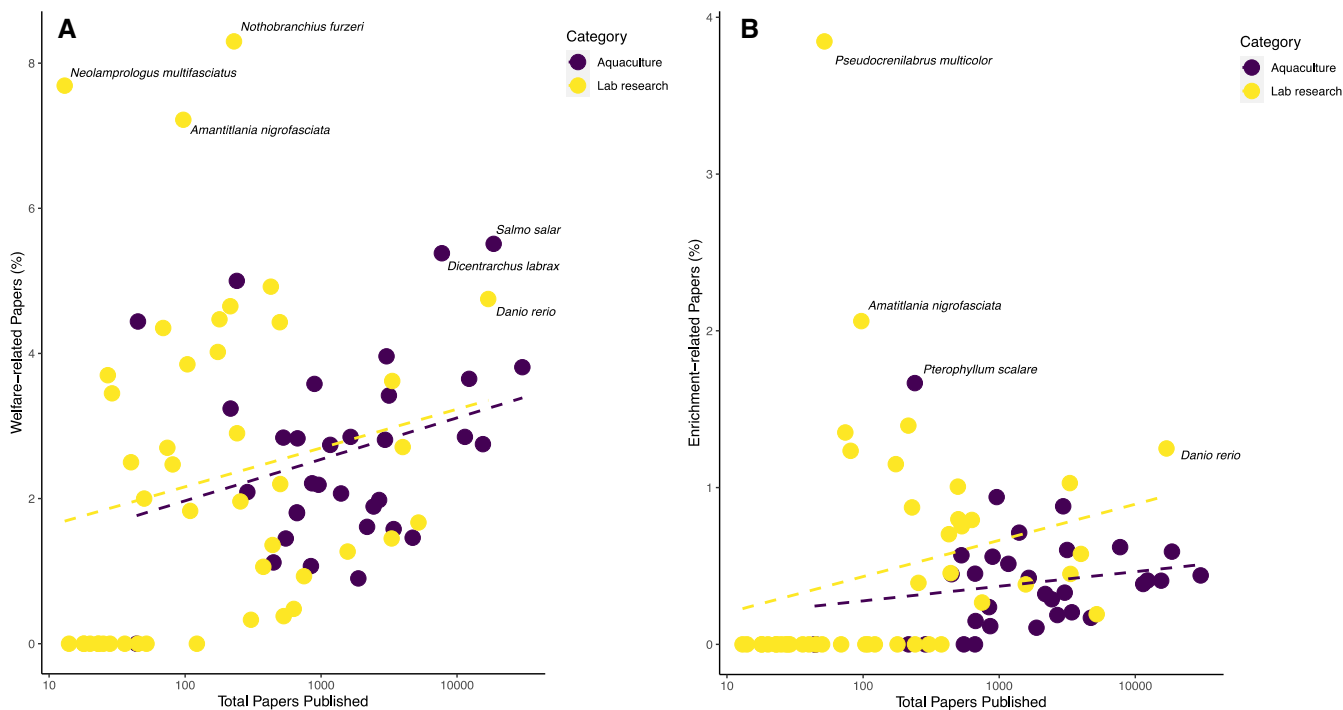 A
Nothobranchius furzeri
Neolamprologus multifasciatus
Amantitlania nigrofasciata
Category
Aquaculture
Lab research
Salmo salar
Dicentrarchus labrax
Danio rerio
Welfare-related Papers (%)
8
6
4
2
0
10
100
1000
10000
Total Papers Published
B
Pseudocrenilabrus multicolor
Category
Aquaculture
Lab research
Amatitlania nigrofasciata
Pterophyllum scalare
Danio rerio
Enrichment-related Papers (%)
4
3
2
1
0
10
100
1000
10000
Total Papers Published